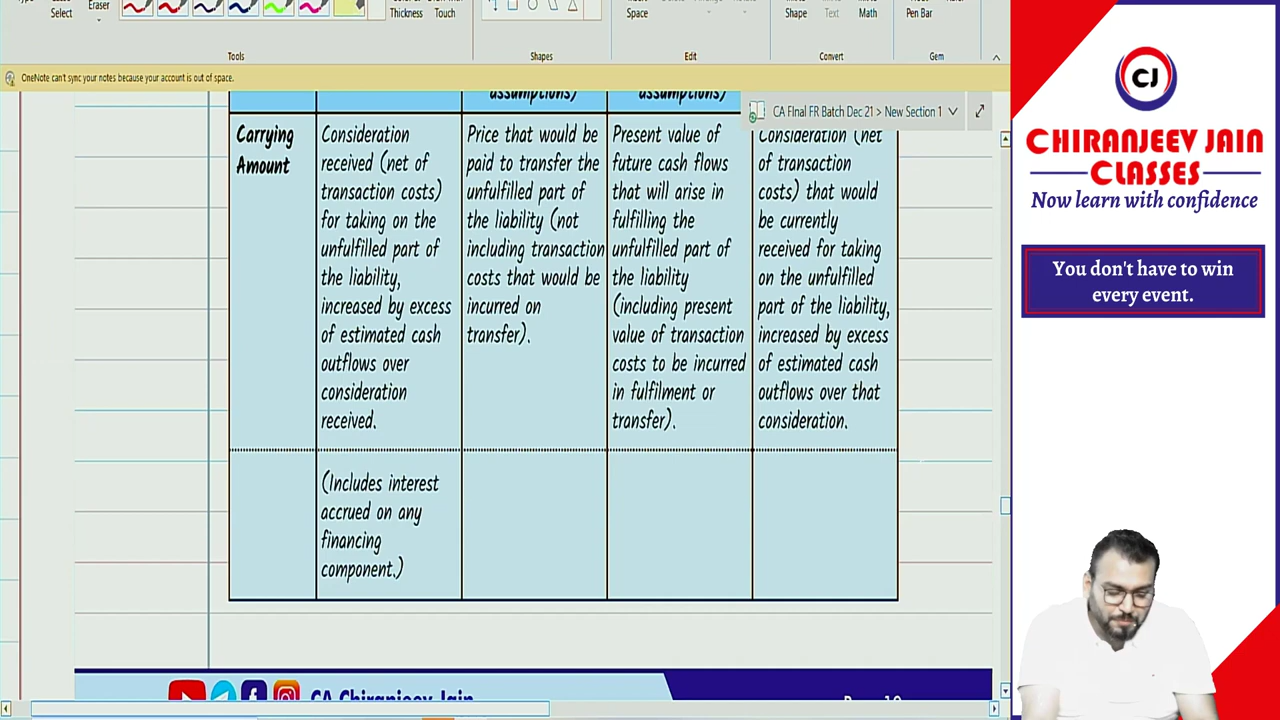 Type
Select
Eraser
Thickness
Touch
Space
Shape
Text
Math
Pen Bar
Tools
Shapes
Edit
Convert
Gem
OneNote can't sync your notes because your account is out of space.
CA FInal FR Batch Dec 21 > New Section 1
assumptions)
assumptions)
Carrying
Amount
Consideration
received (net of
transaction costs)
for taking on the
unfulfilled part of
the liability,
increased by excess
of estimated cash
outflows over
consideration
received.
Price that would be
paid to transfer the
unfulfilled part of
the liability (not
including transaction
costs that would be
incurred on
transfer).
Present value of
future cash flows
that will arise in
fulfilling the
unfulfilled part of
the liability
(including present
value of transaction
costs to be incurred
in fulfilment or
transfer).
Consideration (net
of transaction
costs) that would
be currently
received for taking
on the unfulfilled
part of the liability,
increased by excess
of estimated cash
outflows over that
consideration.
(Includes interest
accrued on any
financing
component.)
CA Chiranjeev Jain
CJ
CHIRANJEEV JAIN
CLASSES
Now learn with confidence
You don't have to win
every event.